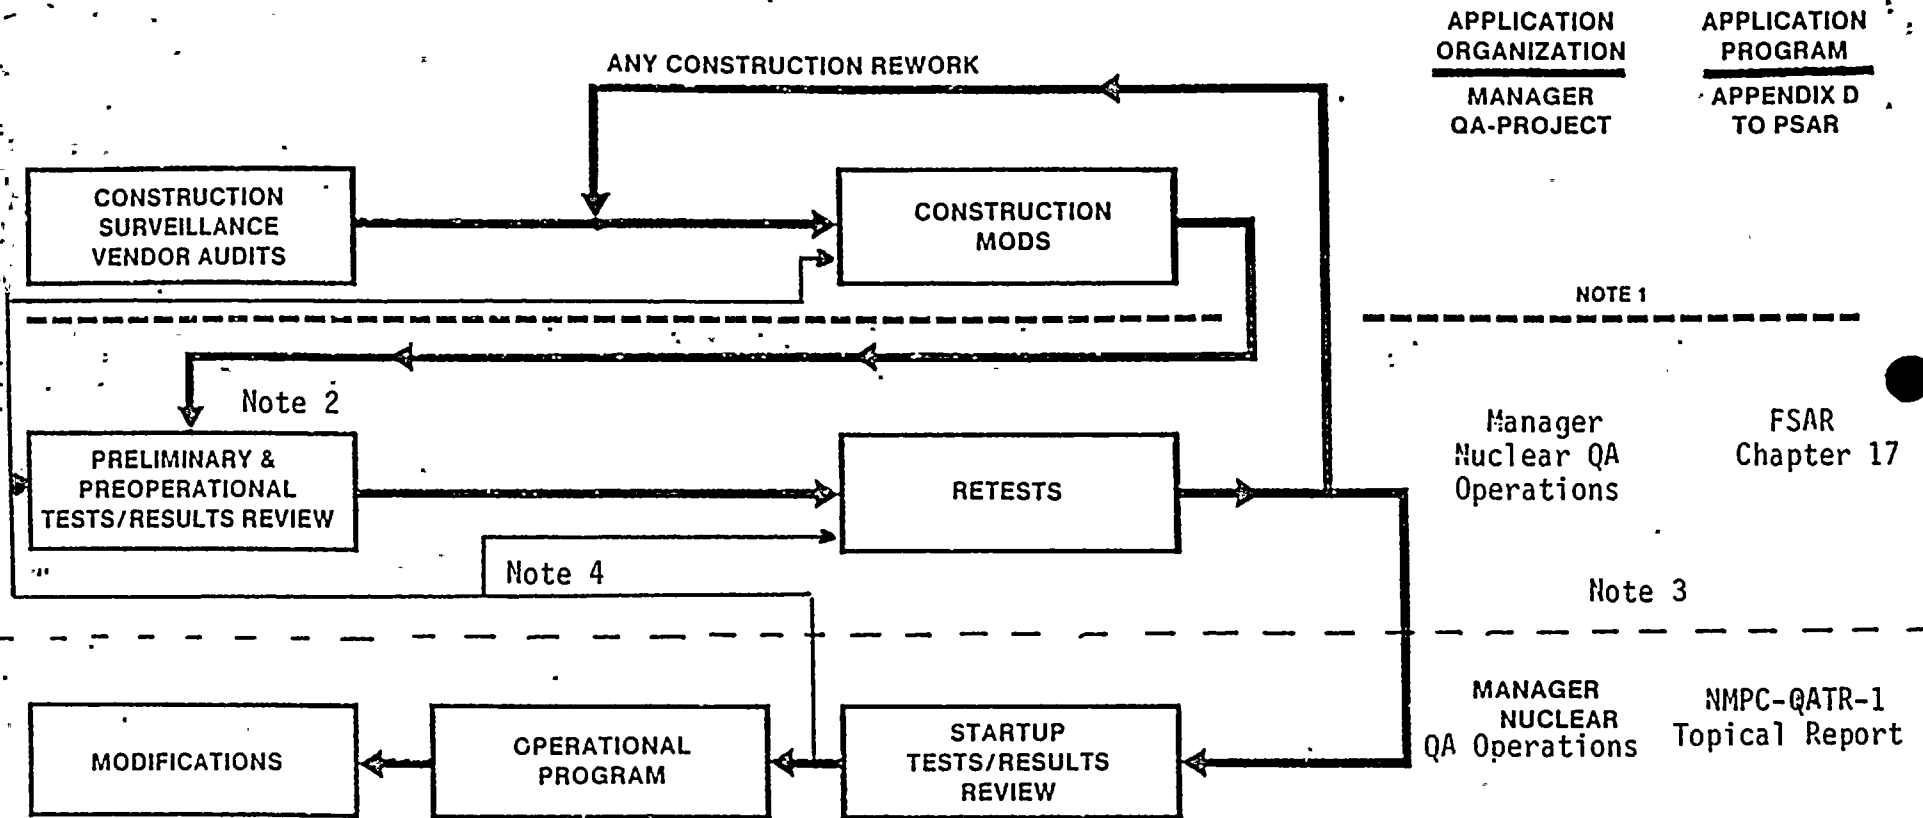 APPLICATION
ORGANIZATION
APPLICATION
PROGRAM
MANAGER
QA-PROJECT
APPENDIX D
TO PSAR
ANY CONSTRUCTION REWORK
CONSTRUCTION
SURVEILLANCE
VENDOR AUDITS
CONSTRUCTION
MODS
NOTE 1
Note 2
PRELIMINARY &
PREOPERATIONAL
TESTS/RESULTS REVIEW
RETESTS
Manager
Nuclear QA
Operations
FSAR
Chapter 17
Note 4
Note 3
MODIFICATIONS
OPERATIONAL
PROGRAM
STARTUP
TESTS/RESULTS
REVIEW
MANAGER
NUCLEAR
QA Operations
NMPC-QATR-1
Topical Report